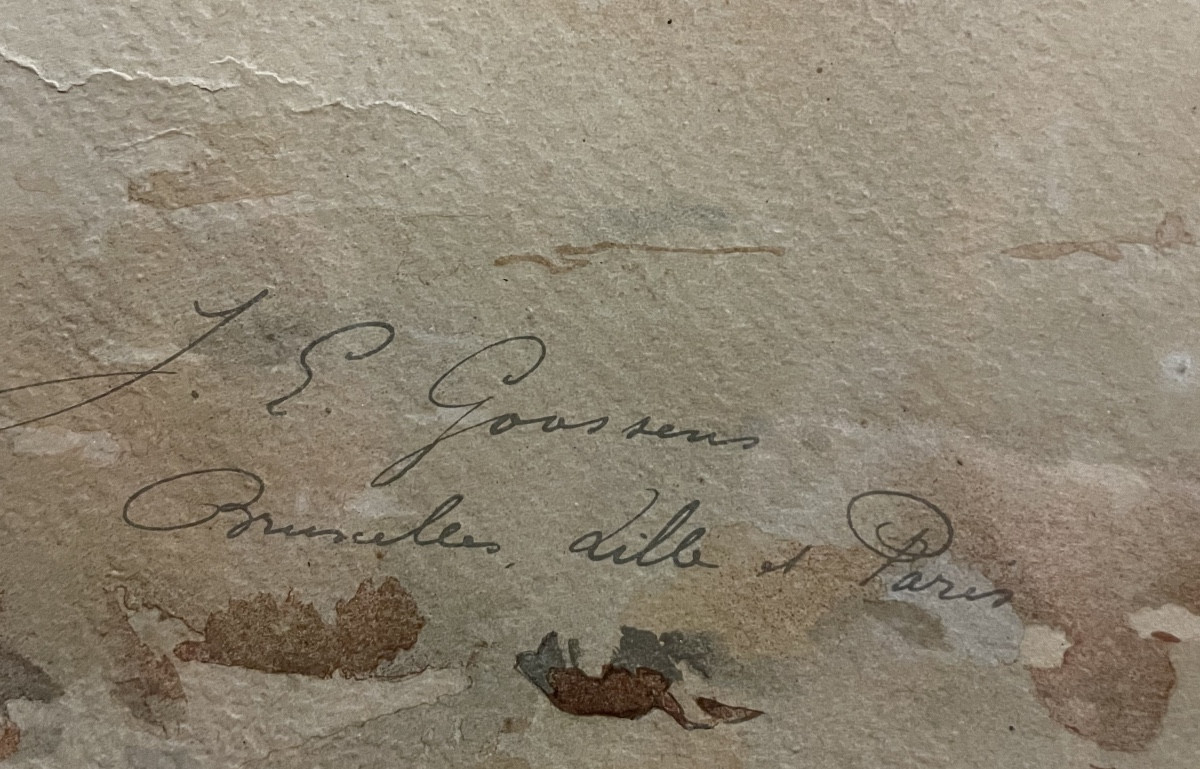 J. E. Goossens
Bruxelles, Lille et Paris